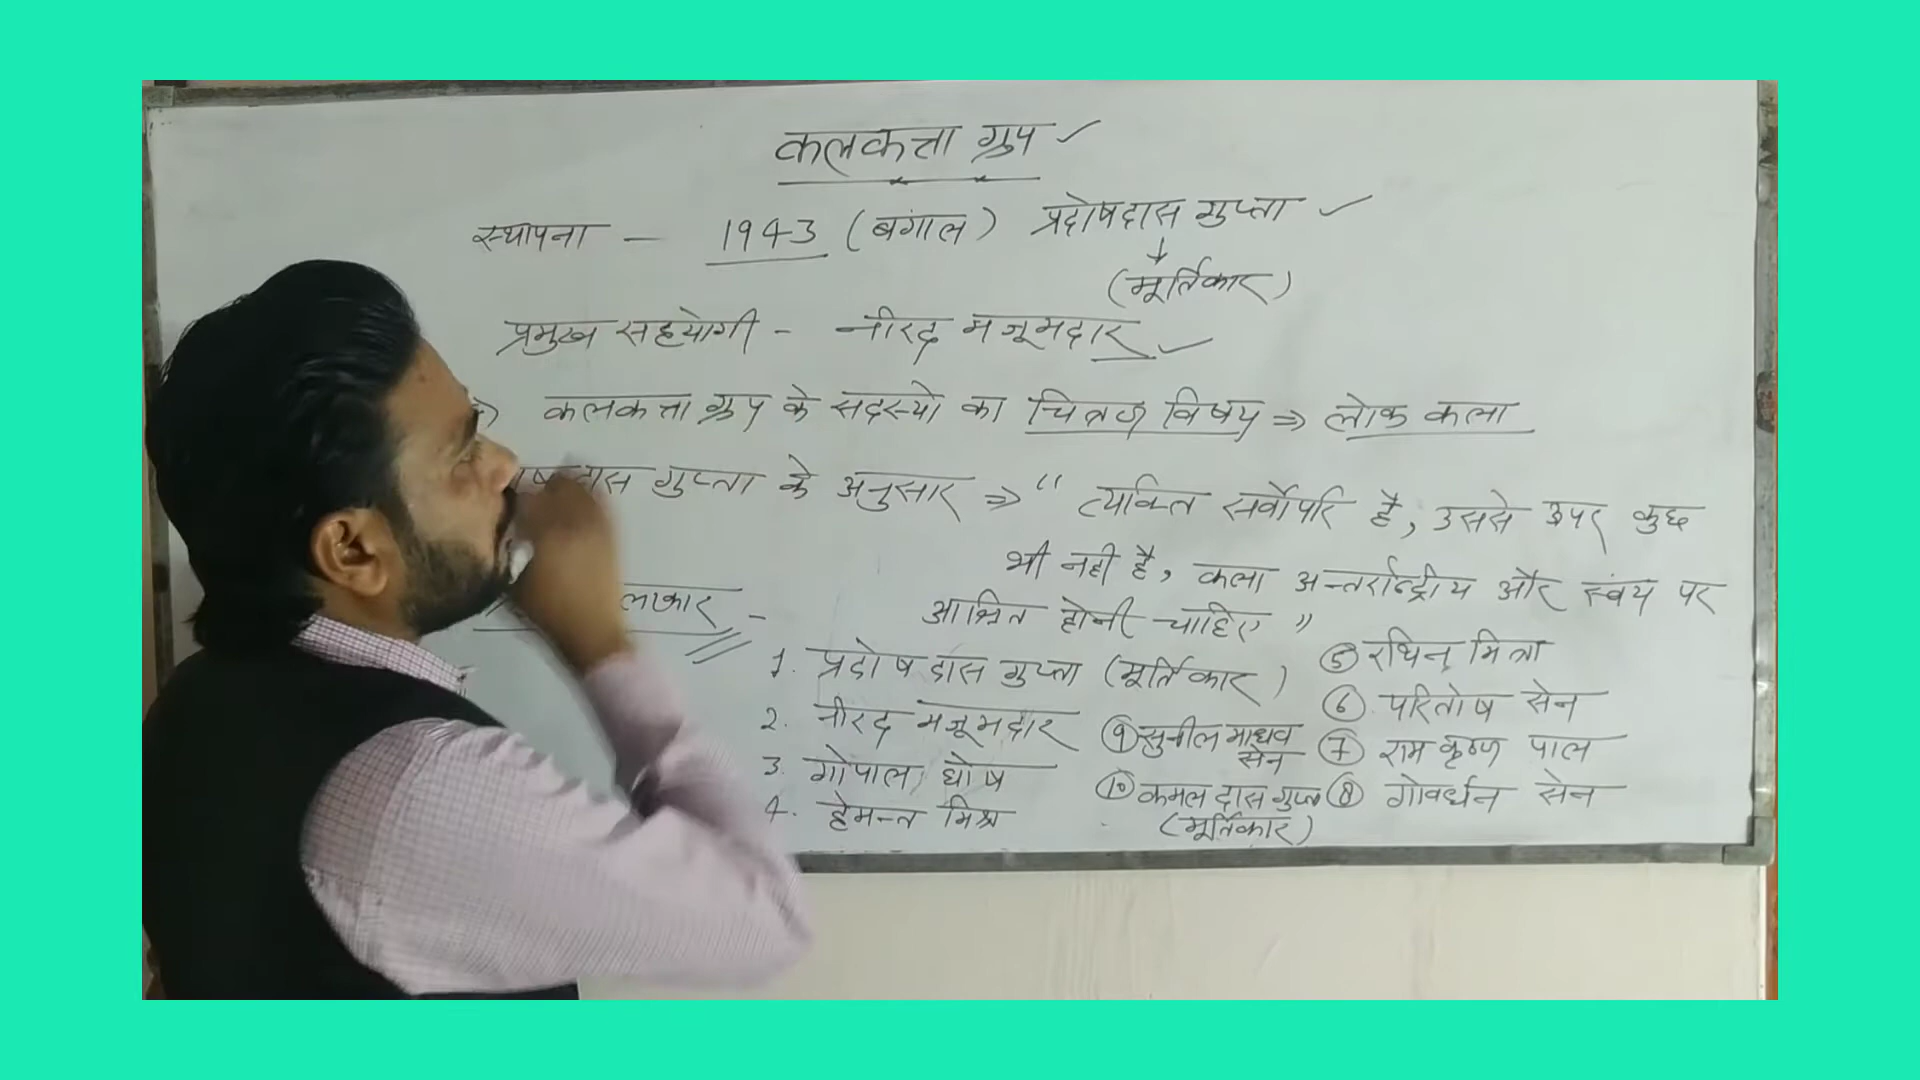 कलकत्ता ग्रुप
स्थापना – 1943 (बंगाल) प्रदोषदास गुप्ता
(मूर्तिकार)
प्रमुख सहयोगी – नीरद मजूमदार
कलकत्ता ग्रुप के सदस्यो का चित्रण विषय ⇒ लोक कला
दास गुप्ता के अनुसार ⇒ “ व्यक्ति सर्वोपरि है, उससे ऊपर कुछ
भी नही है, कला अन्तर्राष्ट्रीय और स्वंय पर
आश्रित होनी चाहिए ”
1. प्रदोष दास गुप्ता (मूर्तिकार)
2. नीरद मजूमदार
3. गोपाल घोष
4. हेमन्त मिश्र
⑤ रथिन मित्रा
⑥ परितोष सेन
⑦ राम कृष्ण पाल
⑧ गोवर्धन सेन
⑨ सुनील माधव
सेन
⑩ कमल दास गुप्ता
(मूर्तिकार)